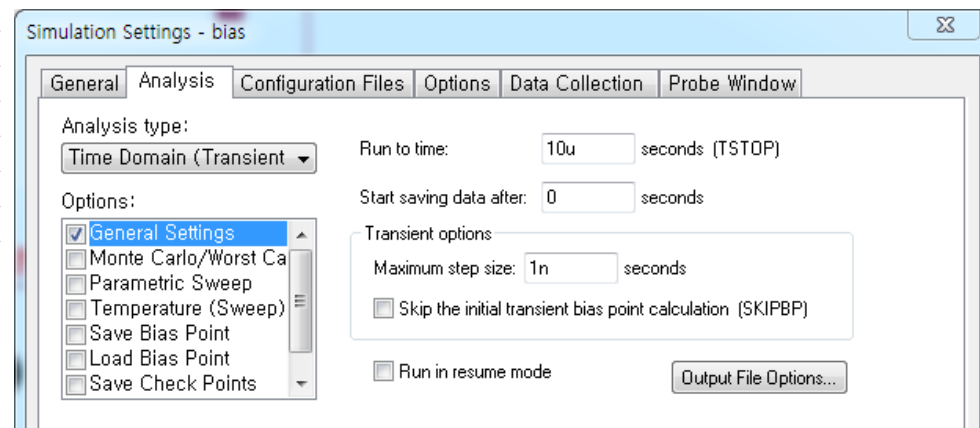 Simulation Settings - bias
General Analysis Configuration Files Options Data Collection Probe Window
Analysis type:
Time Domain (Transient
Options:
General Settings
Monte Carlo/Worst Ca
Parametric Sweep
Temperature (Sweep)
Save Bias Point
Load Bias Point
Save Check Points
Run to time: 10u seconds (TSTOP)
Start saving data after: 0 seconds
Transient options
Maximum step size: 1n seconds
Skip the initial transient bias point calculation (SKIPBP)
Run in resume mode
Output File Options...